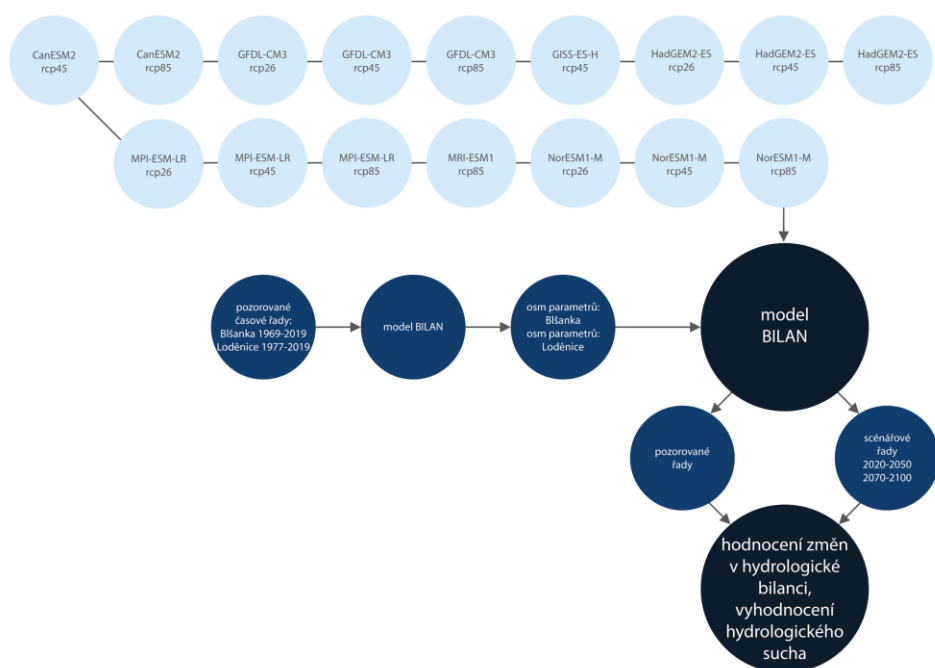 CanESM2
rcp45
CanESM2
rcp85
GFDL-CM3
rcp26
GFDL-CM3
rcp45
GFDL-CM3
rcp85
GISS-ES-H
rcp45
HadGEM2-ES
rcp26
HadGEM2-ES
rcp45
HadGEM2-ES
rcp85
MPI-ESM-LR
rcp26
MPI-ESM-LR
rcp45
MPI-ESM-LR
rcp85
MRI-ESM1
rcp85
NorESM1-M
rcp26
NorESM1-M
rcp45
NorESM1-M
rcp85
pozorované
časové řady:
Blšanka 1969-2019
Loděnice 1977-2019
model BILAN
osm parametrů:
Blšanka
osm parametrů:
Loděnice
model
BILAN
pozorované
řady
scénářové
řady
2020-2050
2070-2100
hodnocení změn
v hydrologické
bilanci,
vyhodnocení
hydrologického
sucha